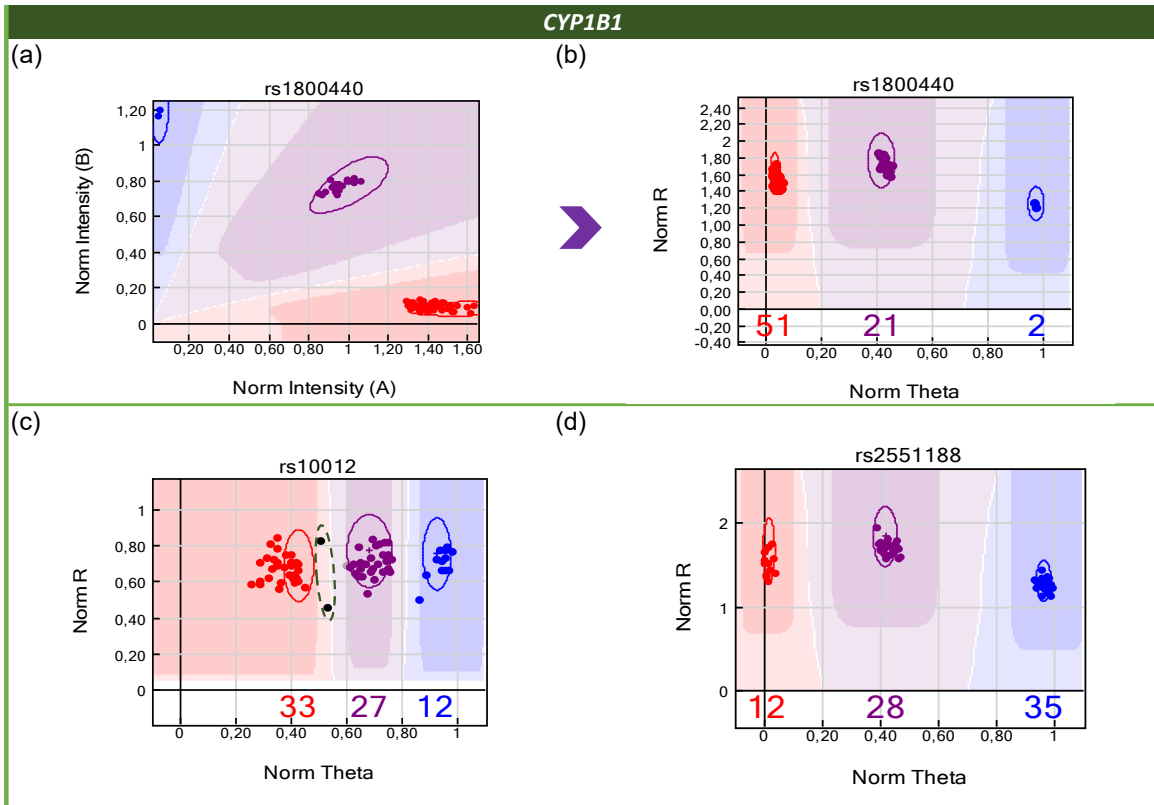 CYP1B1
(a)
rs1800440
Norm Intensity (B)
1,20
1
0,80
0,60
0,40
0,20
0
0,20 0,40 0,60 0,80 1 1,20 1,40 1,60
Norm Intensity (A)
(b)
rs1800440
Norm R
2,40
2,20
2,00
1,80
1,60
1,40
1,20
1,00
0,80
0,60
0,40
0,20
0,00
-0,20
-0,40
51 21 2
0 0,20 0,40 0,60 0,80 1
Norm Theta
(c)
rs10012
Norm R
1
0,80
0,60
0,40
0,20
0
33 27 12
0 0,20 0,40 0,60 0,80 1
Norm Theta
(d)
rs2551188
Norm R
2
1
0
12 28 35
0 0,20 0,40 0,60 0,80 1
Norm Theta